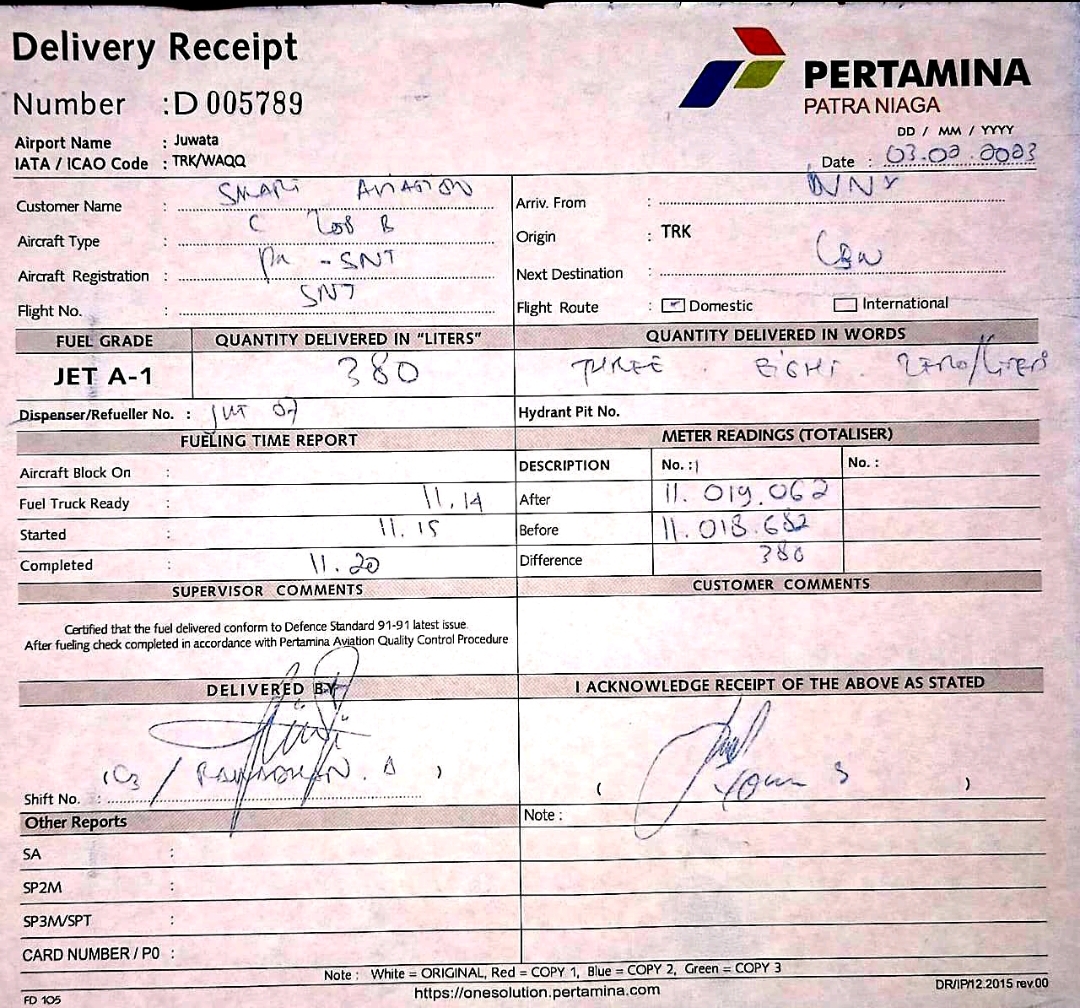 Delivery Receipt
PERTAMINA
PATRA NIAGA
Number : D 005789
DD / MM / YYYY
Airport Name : Juwata
IATA / ICAO Code : TRK/WAQQ
Date : 03.02.2023
Customer Name : SMART AVIATION
Arriv. From : NNX
Aircraft Type : C 208 B
Origin : TRK
Aircraft Registration : PK - SNT
Next Destination :
Flight No. : SNT
Flight Route : Domestic International
FUEL GRADE QUANTITY DELIVERED IN "LITERS" QUANTITY DELIVERED IN WORDS
JET A-1 380 THREE . EIGHT . ZERO/LITERS
Dispenser/Refueller No. : 07
Hydrant Pit No.
FUELING TIME REPORT METER READINGS (TOTALISER)
Aircraft Block On :
DESCRIPTION No. : 1 No. :
Fuel Truck Ready : 11.14
After 11.019.062
Started : 11.15
Before 11.018.682
Completed : 11.20
Difference 380
SUPERVISOR COMMENTS CUSTOMER COMMENTS
Certified that the fuel delivered conform to Defence Standard 91-91 latest issue.
After fueling check completed in accordance with Pertamina Aviation Quality Control Procedure
DELIVERED BY I ACKNOWLEDGE RECEIPT OF THE ABOVE AS STATED
Shift No. : RAMADHAN . A )
( )
Other Reports
Note :
SA :
SP2M :
SP3M/SPT :
CARD NUMBER / P0 :
Note : White = ORIGINAL, Red = COPY 1, Blue = COPY 2, Green = COPY 3
https://onesolution.pertamina.com
FD 105
DR/IP/12.2015 rev.00